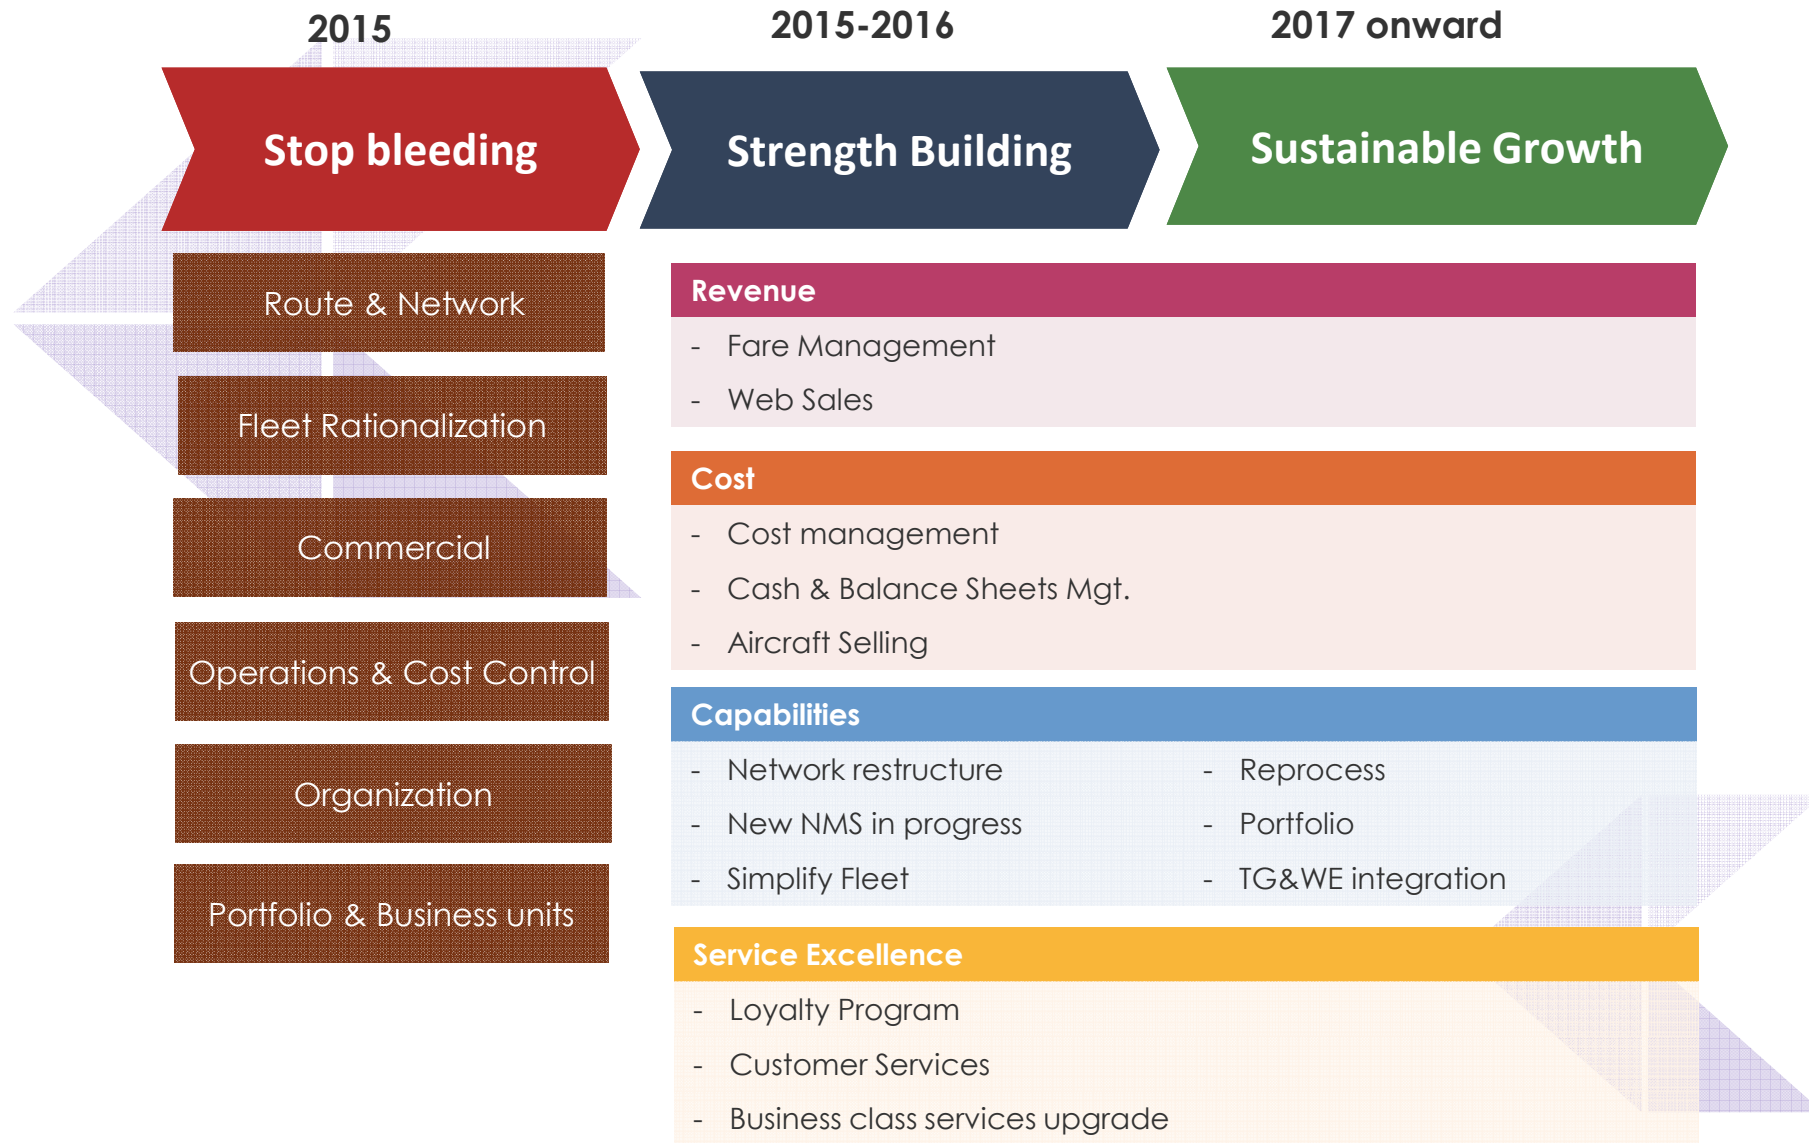 2015
2015-2016
2017 onward
Stop bleeding
Strength Building
Sustainable Growth
Route & Network
Fleet Rationalization
Commercial
Operations & Cost Control
Organization
Portfolio & Business units
Revenue
- Fare Management
- Web Sales
Cost
- Cost management
- Cash & Balance Sheets Mgt.
- Aircraft Selling
Capabilities
- Network restructure
- New NMS in progress
- Simplify Fleet
- Reprocess
- Portfolio
- TG&WE integration
Service Excellence
- Loyalty Program
- Customer Services
- Business class services upgrade